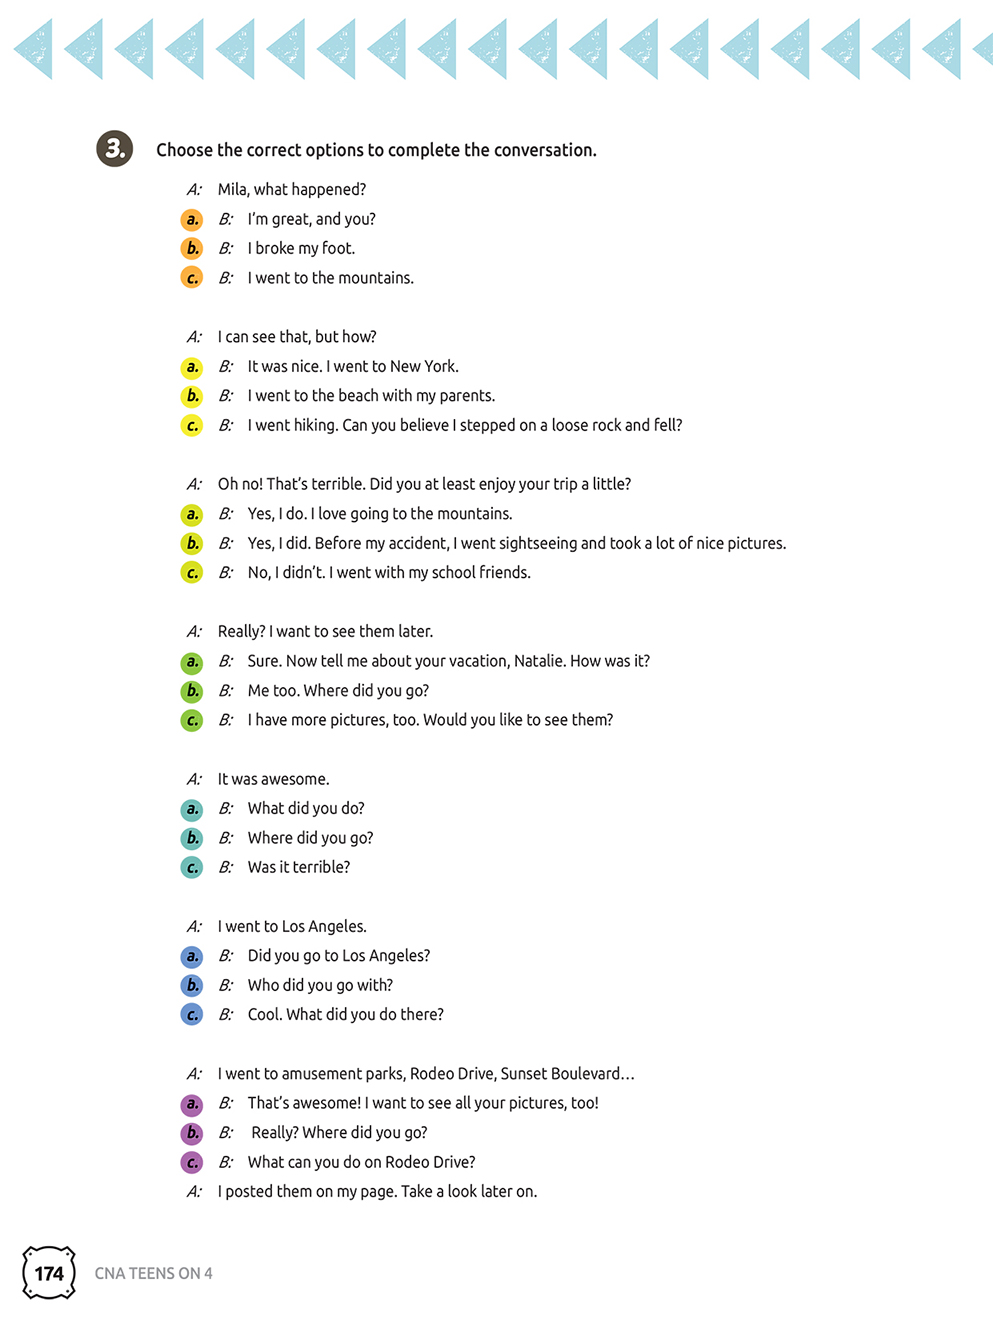 3. Choose the correct options to complete the conversation.
A: Mila, what happened?
a. B: I'm great, and you?
b. B: I broke my foot.
c. B: I went to the mountains.
A: I can see that, but how?
a. B: It was nice. I went to New York.
b. B: I went to the beach with my parents.
c. B: I went hiking. Can you believe I stepped on a loose rock and fell?
A: Oh no! That's terrible. Did you at least enjoy your trip a little?
a. B: Yes, I do. I love going to the mountains.
b. B: Yes, I did. Before my accident, I went sightseeing and took a lot of nice pictures.
c. B: No, I didn't. I went with my school friends.
A: Really? I want to see them later.
a. B: Sure. Now tell me about your vacation, Natalie. How was it?
b. B: Me too. Where did you go?
c. B: I have more pictures, too. Would you like to see them?
A: It was awesome.
a. B: What did you do?
b. B: Where did you go?
c. B: Was it terrible?
A: I went to Los Angeles.
a. B: Did you go to Los Angeles?
b. B: Who did you go with?
c. B: Cool. What did you do there?
A: I went to amusement parks, Rodeo Drive, Sunset Boulevard…
a. B: That's awesome! I want to see all your pictures, too!
b. B: Really? Where did you go?
c. B: What can you do on Rodeo Drive?
A: I posted them on my page. Take a look later on.
174 CNA TEENS ON 4